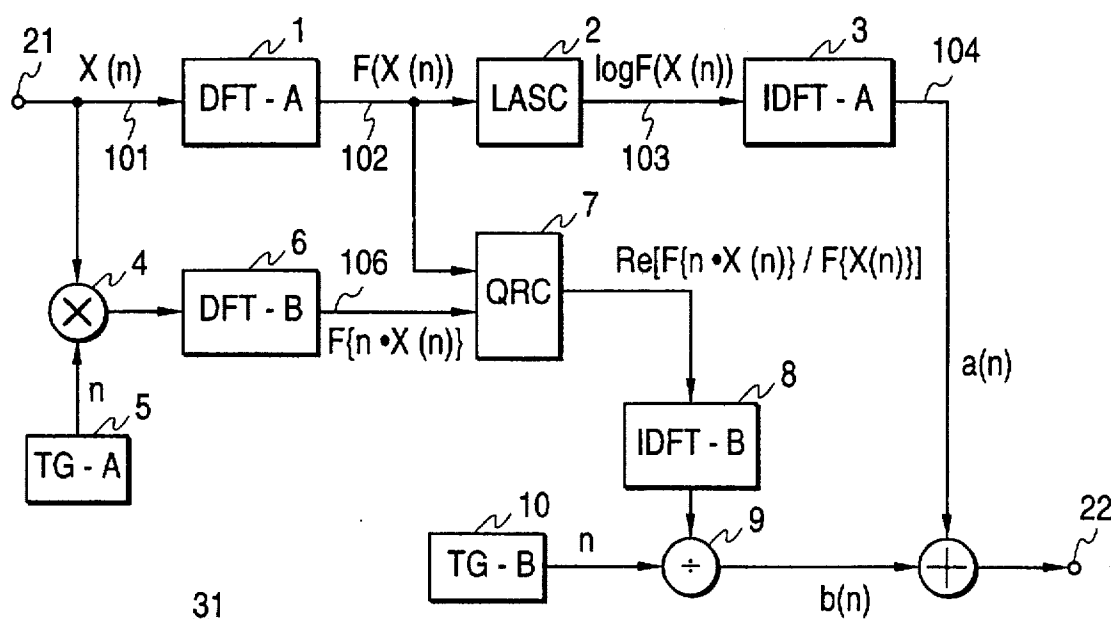 21
X (n)
1
DFT - A
F(X (n))
2
LASC
logF(X (n))
3
IDFT - A
104
101
102
103
4
6
DFT - B
106
F{n •X (n)}
7
QRC
Re[F{n •X (n)} / F{X(n)}]
n
5
TG - A
8
IDFT - B
a(n)
10
TG - B
n
9
÷
b(n)
22
31